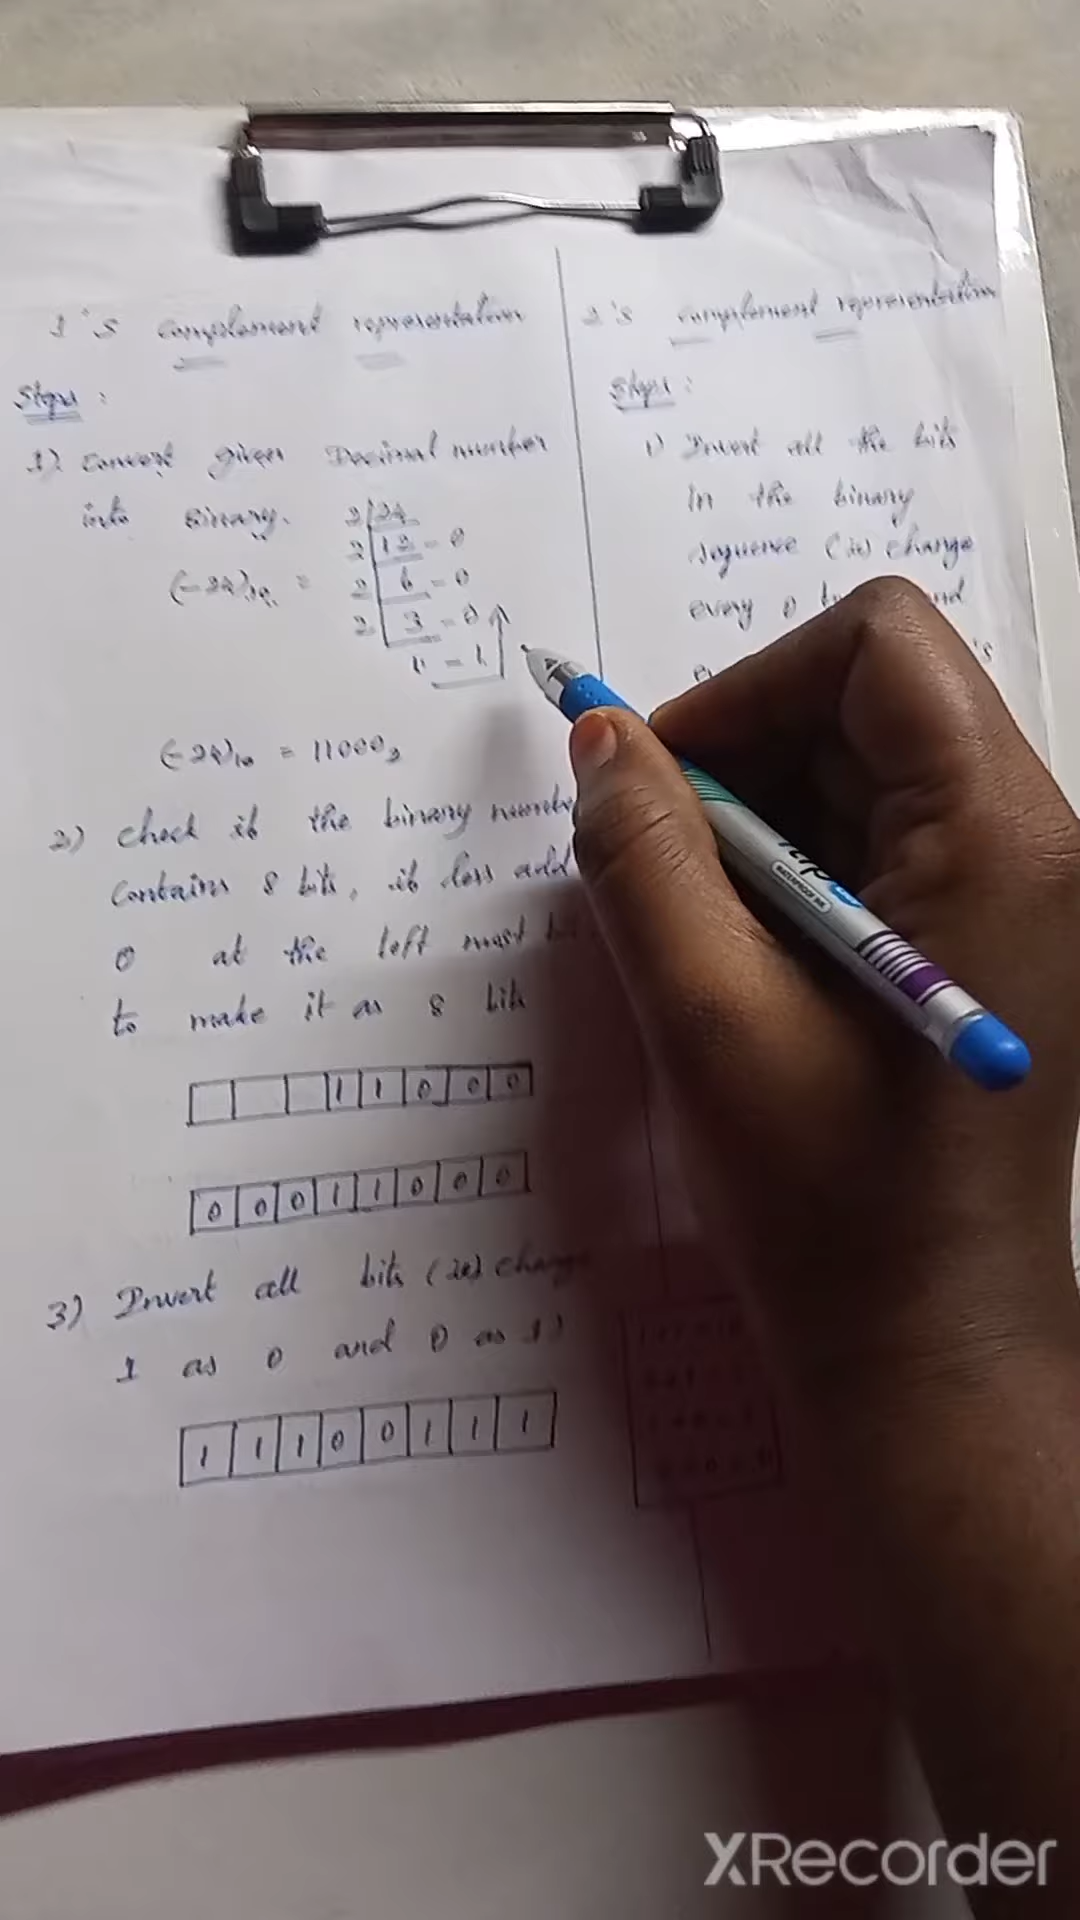 1's complement representation
Steps :
1). Convert given Decimal number
into Binary.
2 24
2 12 - 0
(-24)10 = 2 6 - 0
2 3 - 0
1 - 1
(-24)10 = 110002
2) check if the binary number
contains 8 bits, if less add
0 at the left most
to make it as 8 bits
1 1 0 0 0
0 0 0 1 1 0 0 0
3) Invert all bits (ie) change
1 as 0 and 0 as 1)
1 1 1 0 0 1 1 1
2's complement representation
Steps :
1) Invert all the bits
in the binary
sequence (ie) change
every 0
WATERPROOF INK
XRecorder